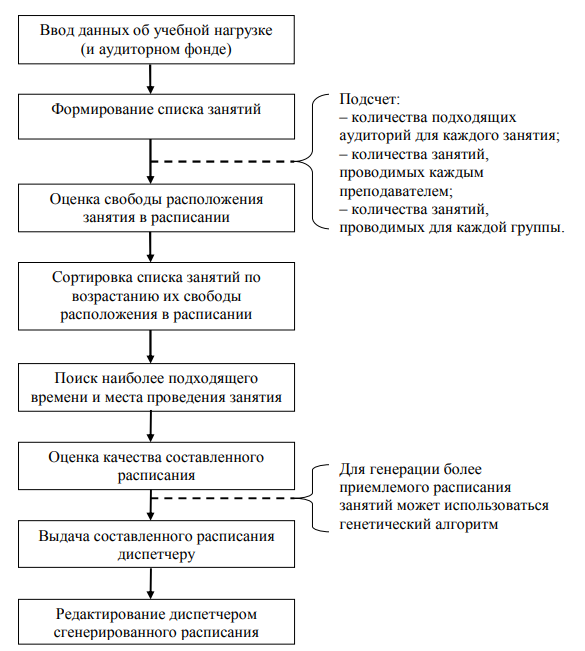 Ввод данных об учебной нагрузке
(и аудиторном фонде)
Формирование списка занятий
Подсчет:
– количества подходящих
аудиторий для каждого занятия;
– количества занятий,
проводимых каждым
преподавателем;
– количества занятий,
проводимых для каждой группы.
Оценка свободы расположения
занятия в расписании
Сортировка списка занятий по
возрастанию их свободы
расположения в расписании
Поиск наиболее подходящего
времени и места проведения занятия
Оценка качества составленного
расписания
Для генерации более
приемлемого расписания
занятий может использоваться
генетический алгоритм
Выдача составленного расписания
диспетчеру
Редактирование диспетчером
сгенерированного расписания